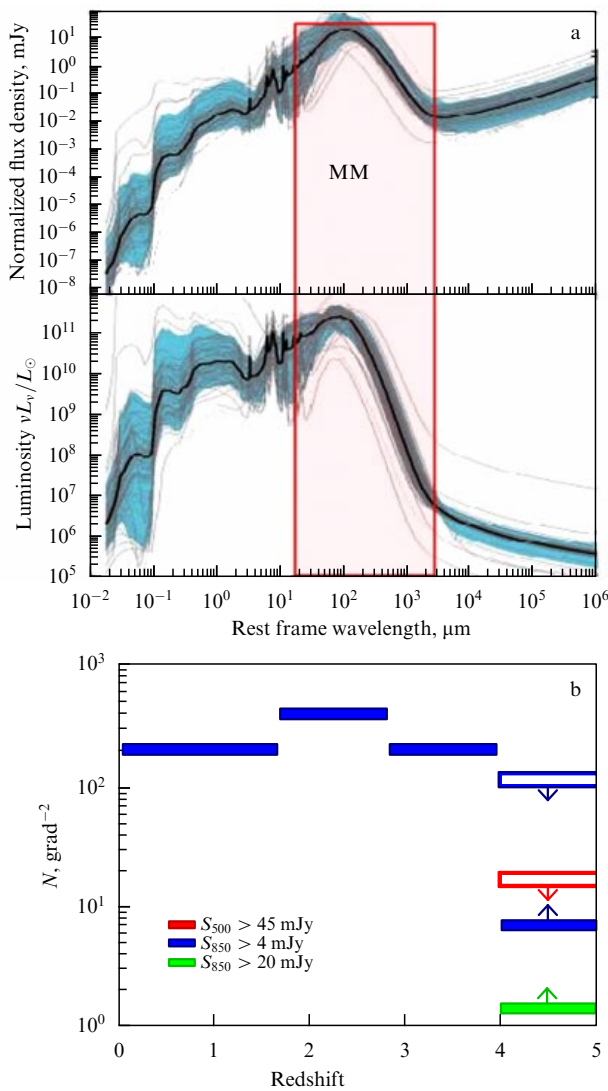 a
Normalized flux density, mJy
10¹
10⁰
10⁻¹
10⁻²
10⁻³
10⁻⁴
10⁻⁵
10⁻⁶
10⁻⁷
10⁻⁸
MM
Luminosity νLᵥ/L☉
10¹¹
10¹⁰
10⁹
10⁸
10⁷
10⁶
10⁵
10⁻² 10⁻¹ 10⁰ 10¹ 10² 10³ 10⁴ 10⁵ 10⁶
Rest frame wavelength, μm
b
N, grad⁻²
10³
10²
10¹
10⁰
S₅₀₀ > 45 mJy
S₈₅₀ > 4 mJy
S₈₅₀ > 20 mJy
0 1 2 3 4 5
Redshift